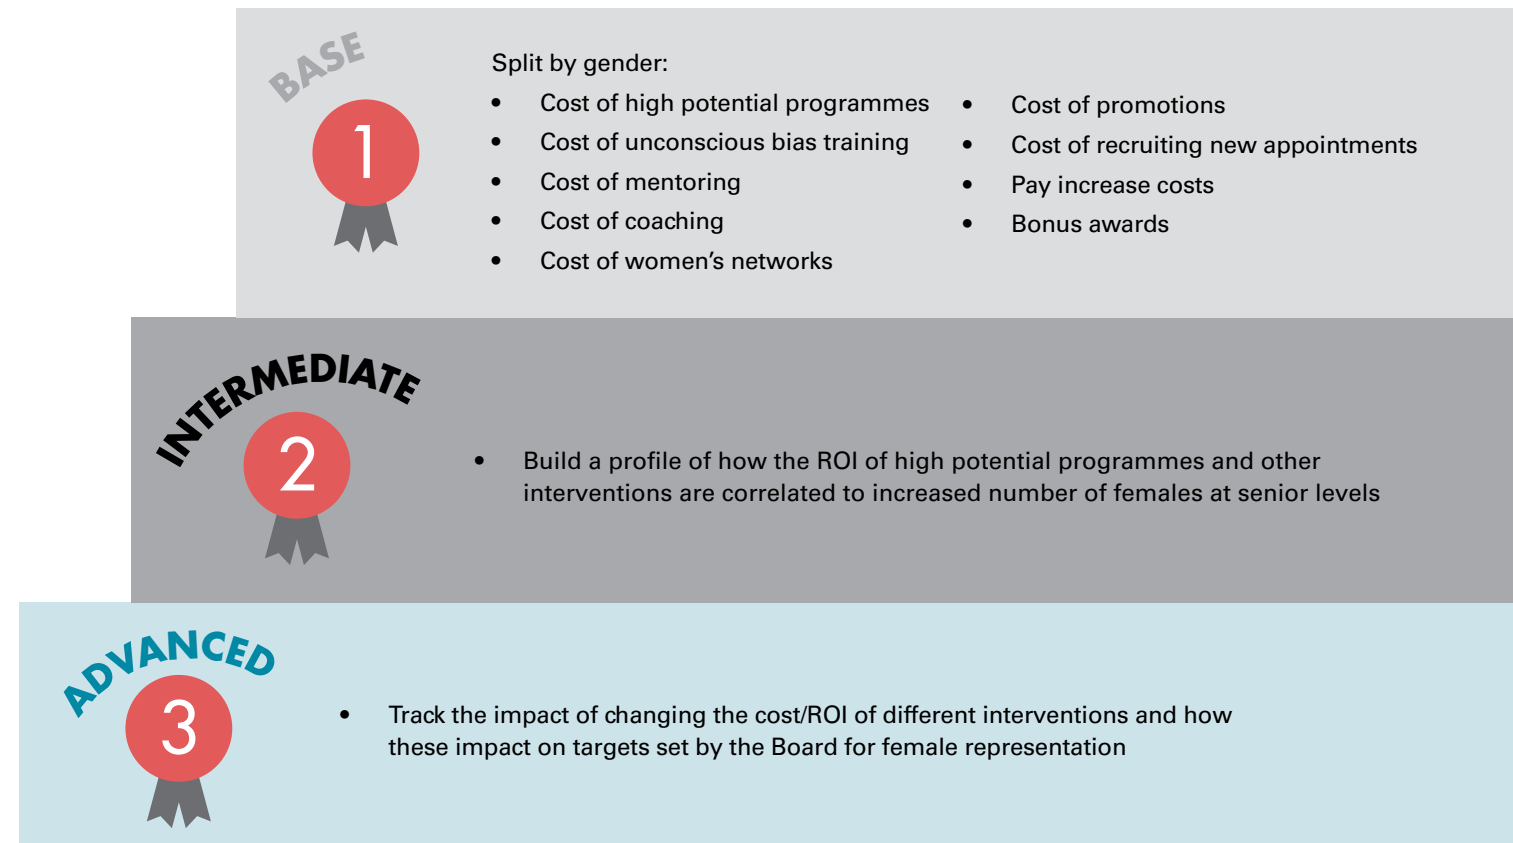 BASE
1
Split by gender:
• Cost of high potential programmes
• Cost of unconscious bias training
• Cost of mentoring
• Cost of coaching
• Cost of women’s networks
• Cost of promotions
• Cost of recruiting new appointments
• Pay increase costs
• Bonus awards
INTERMEDIATE
2
• Build a profile of how the ROI of high potential programmes and other
interventions are correlated to increased number of females at senior levels
ADVANCED
3
• Track the impact of changing the cost/ROI of different interventions and how
these impact on targets set by the Board for female representation